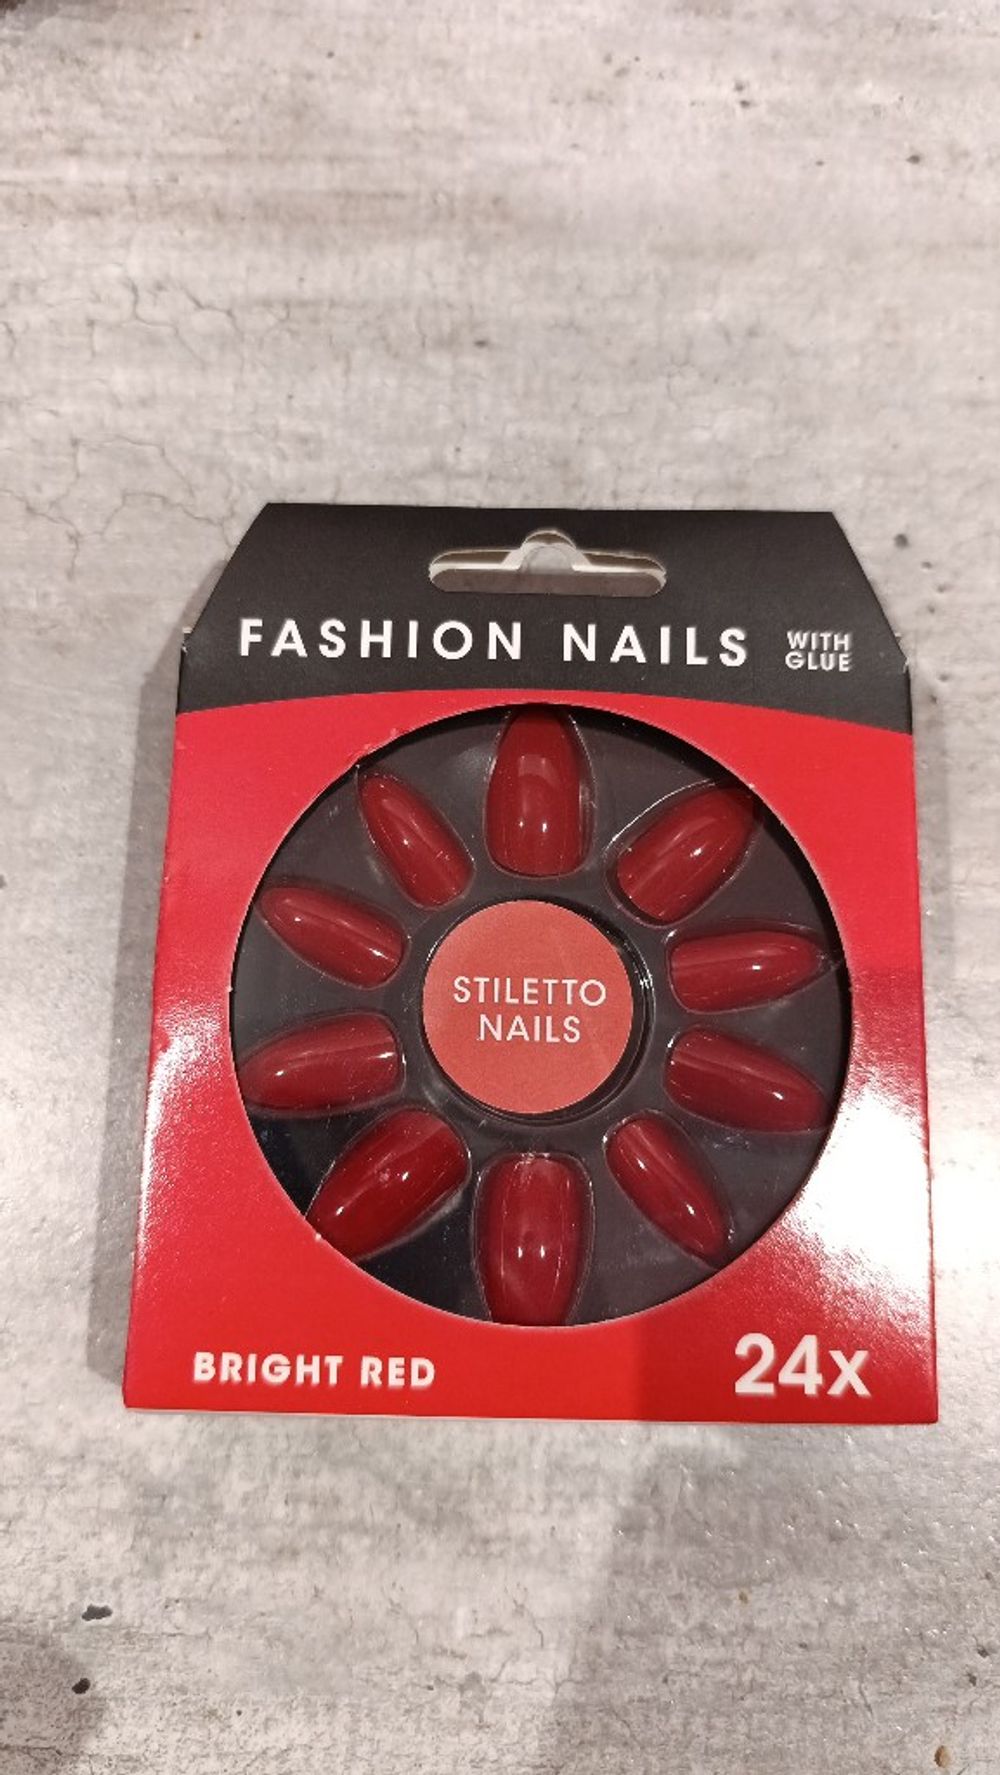 FASHION NAILS
WITH
GLUE
STILETTO
NAILS
BRIGHT RED
24x